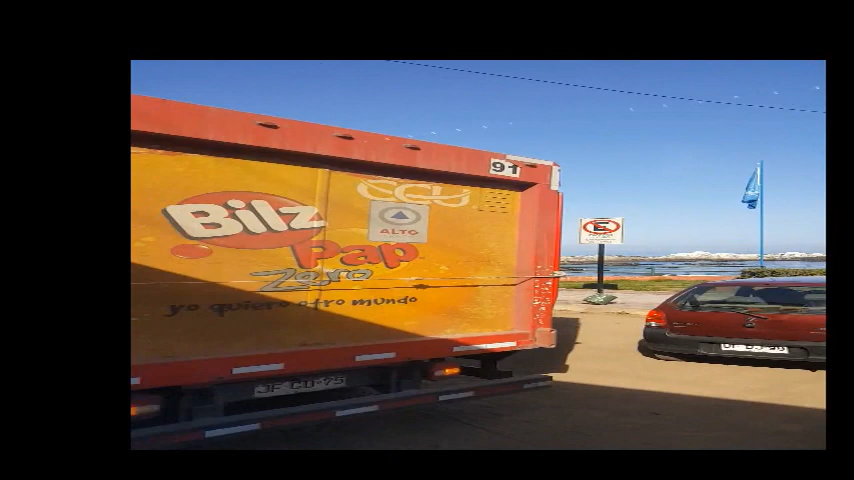 91
CCU
Bilz
ALTO
Pap
Zero
yo quiero otro mundo
E
JF·CU·75